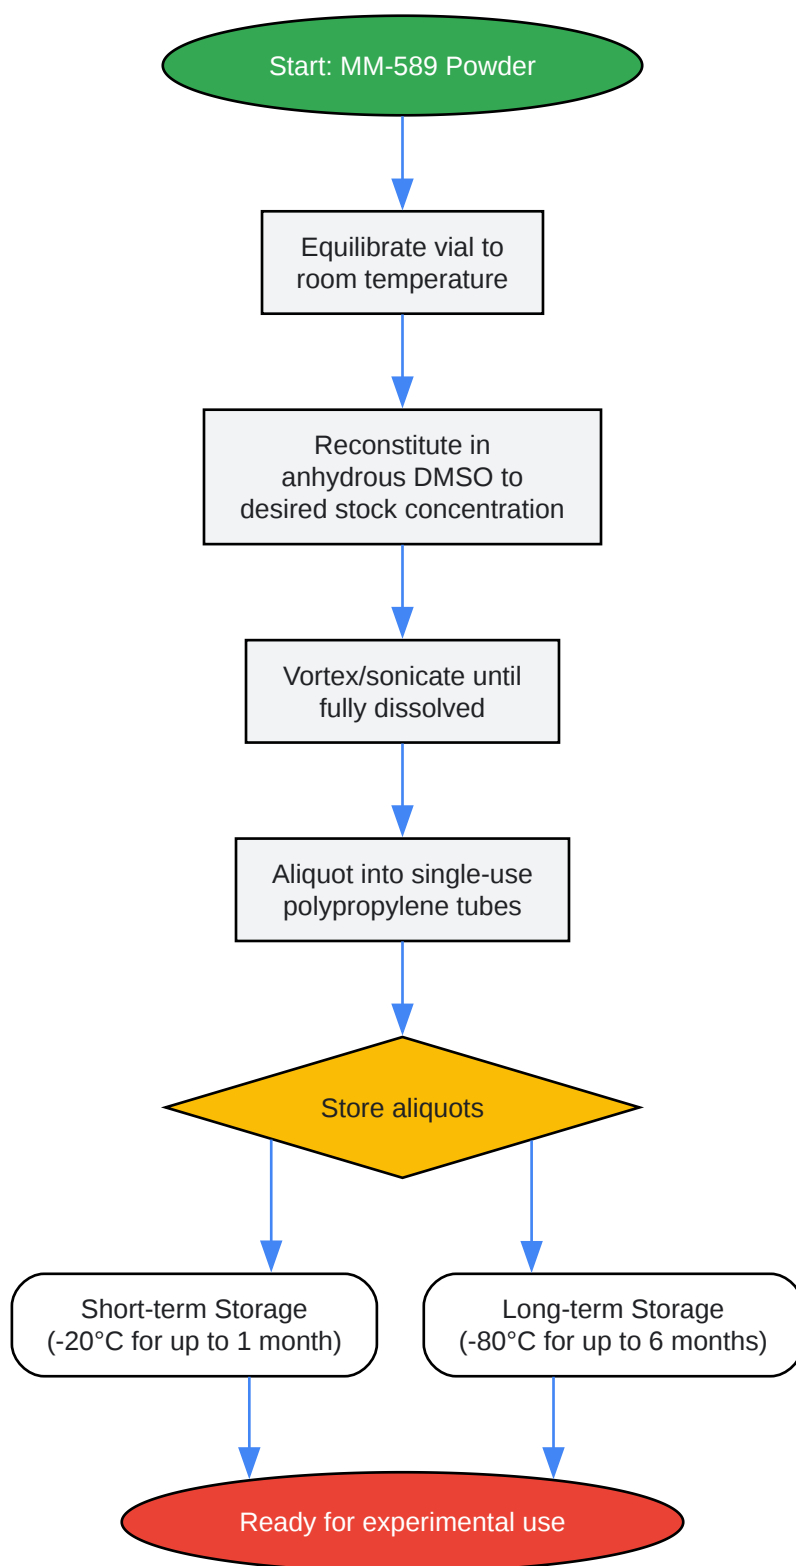 Start: MM-589 Powder
Equilibrate vial to
room temperature
Reconstitute in
anhydrous DMSO to
desired stock concentration
Vortex/sonicate until
fully dissolved
Aliquot into single-use
polypropylene tubes
Store aliquots
Short-term Storage
(-20°C for up to 1 month)
Long-term Storage
(-80°C for up to 6 months)
Ready for experimental use